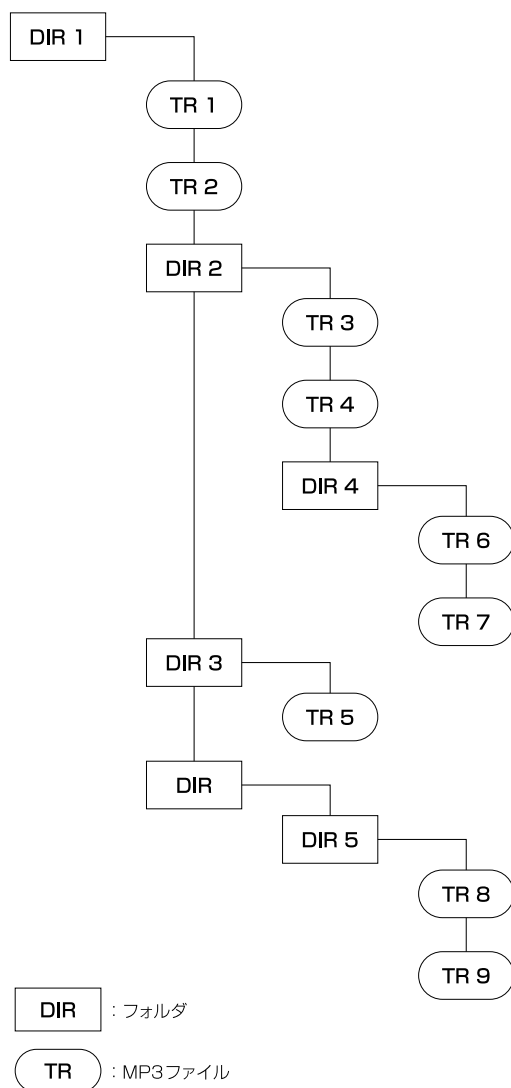 DIR 1
TR 1
TR 2
DIR 2
TR 3
TR 4
DIR 4
TR 6
TR 7
DIR 3
TR 5
DIR
DIR 5
TR 8
TR 9
DIR : フォルダ
TR : MP3ファイル